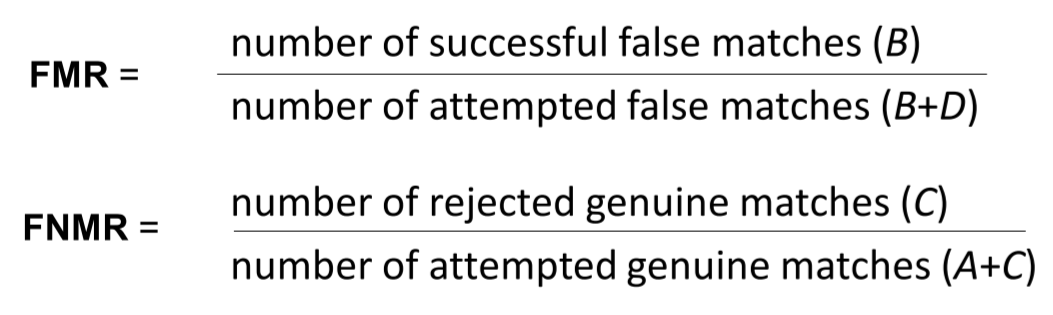 number of successful false matches (B)
FMR =
number of attempted false matches (B+D)
number of rejected genuine matches (C)
FNMR =
number of attempted genuine matches (A+C)